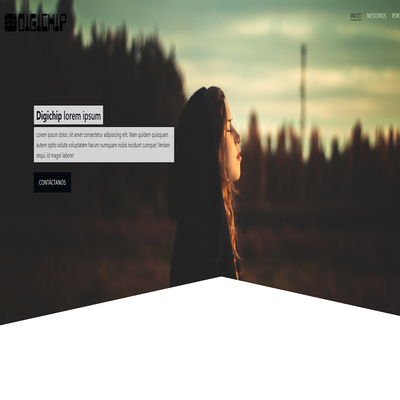 DIGICHIP
INICIO NOSOTROS POR
Digichip lorem ipsum
Lorem ipsum dolor, sit amet consectetur adipisicing elit. Nam quidem quisquam
autem optio soluta voluptatem harum numquam nobis incidunt cumque! Veniam
sequi, id magni labore!
CONTÁCTANOS